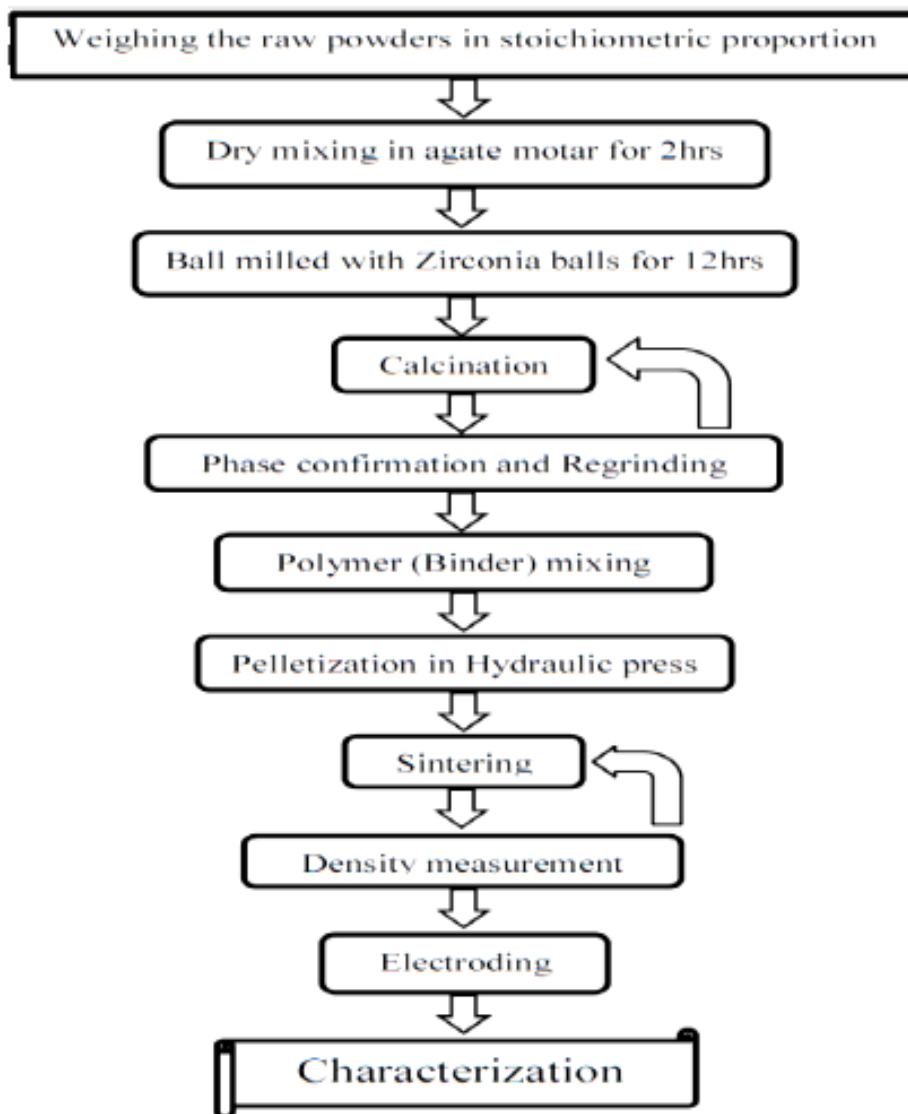 Weighing the raw powders in stoichiometric proportion
Dry mixing in agate motar for 2hrs
Ball milled with Zirconia balls for 12hrs
Calcination
Phase confirmation and Regrinding
Polymer (Binder) mixing
Pelletization in Hydraulic press
Sintering
Density measurement
Electroding
Characterization